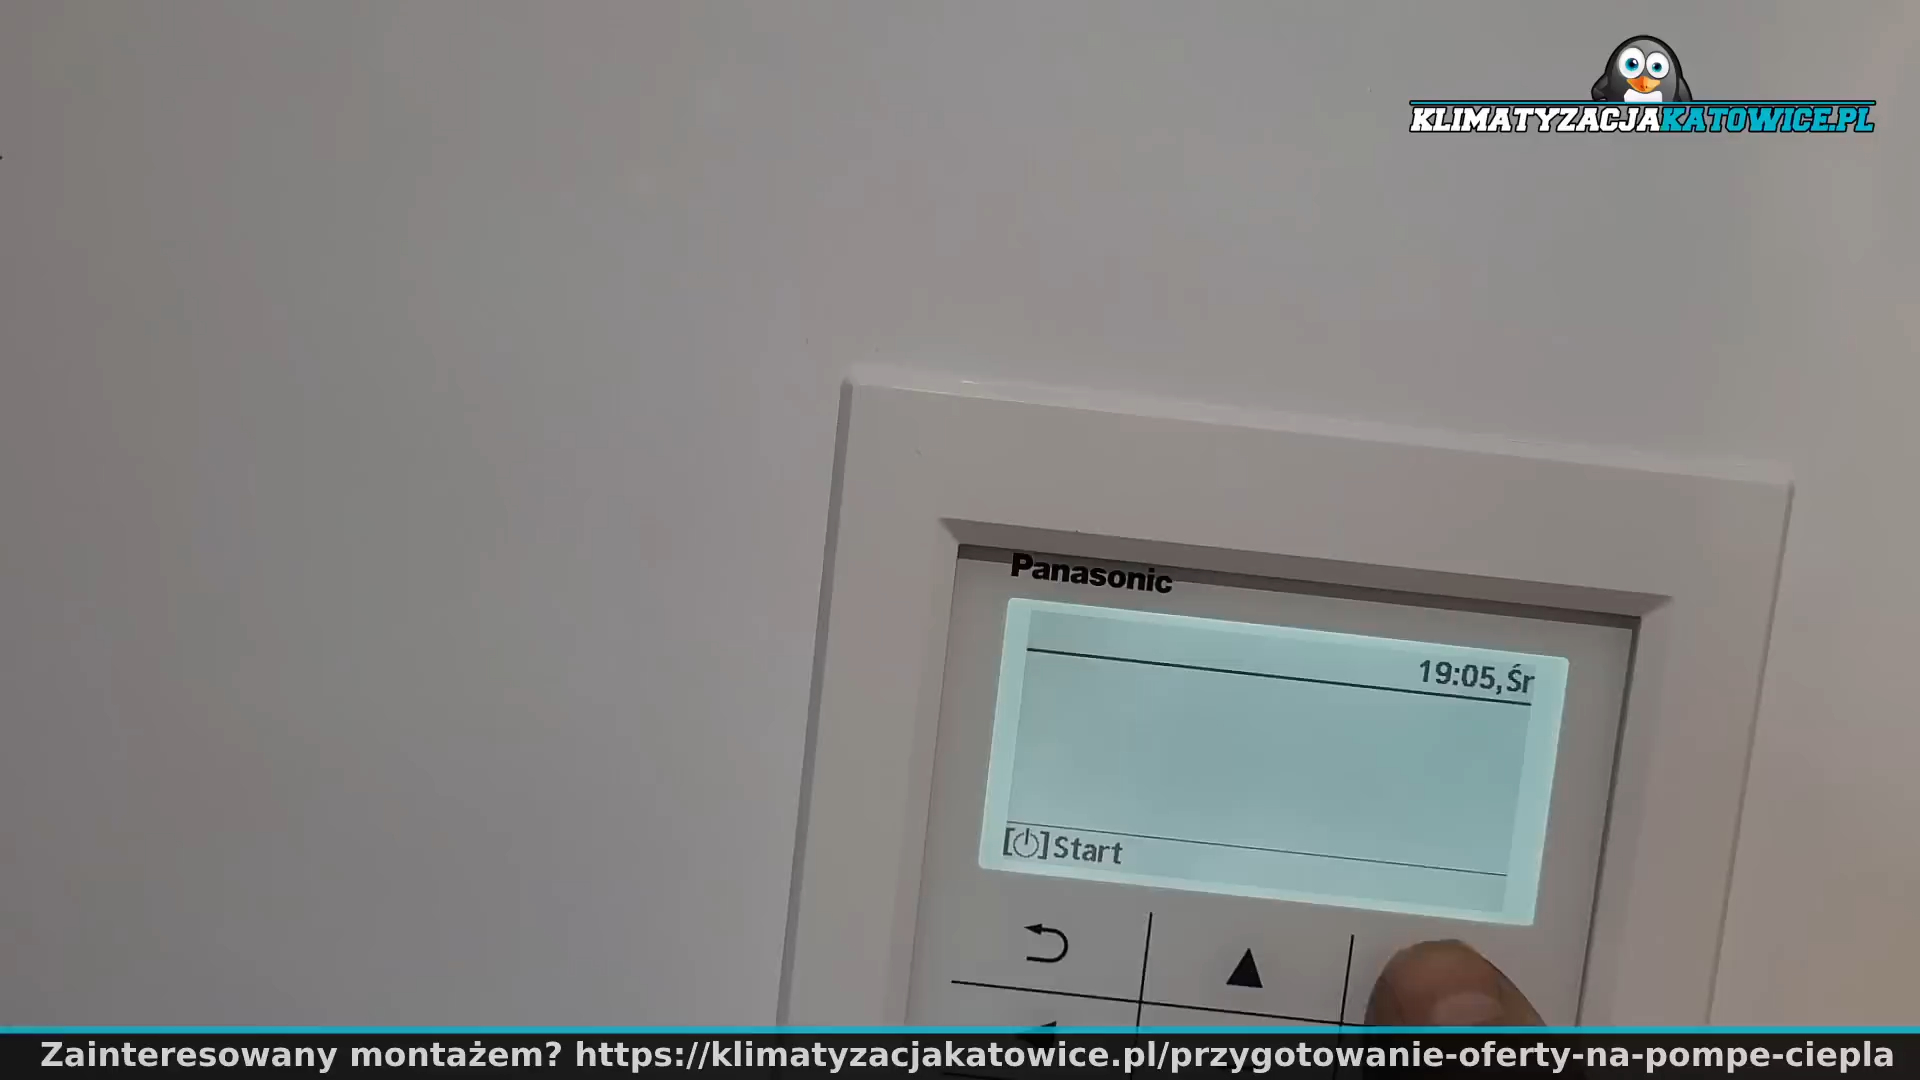 KLIMATYZACJAKATOWICE.PL
Panasonic
19:05,Śr
[⏻]Start
Zainteresowany montażem? https://klimatyzacjakatowice.pl/przygotowanie-oferty-na-pompe-ciepla